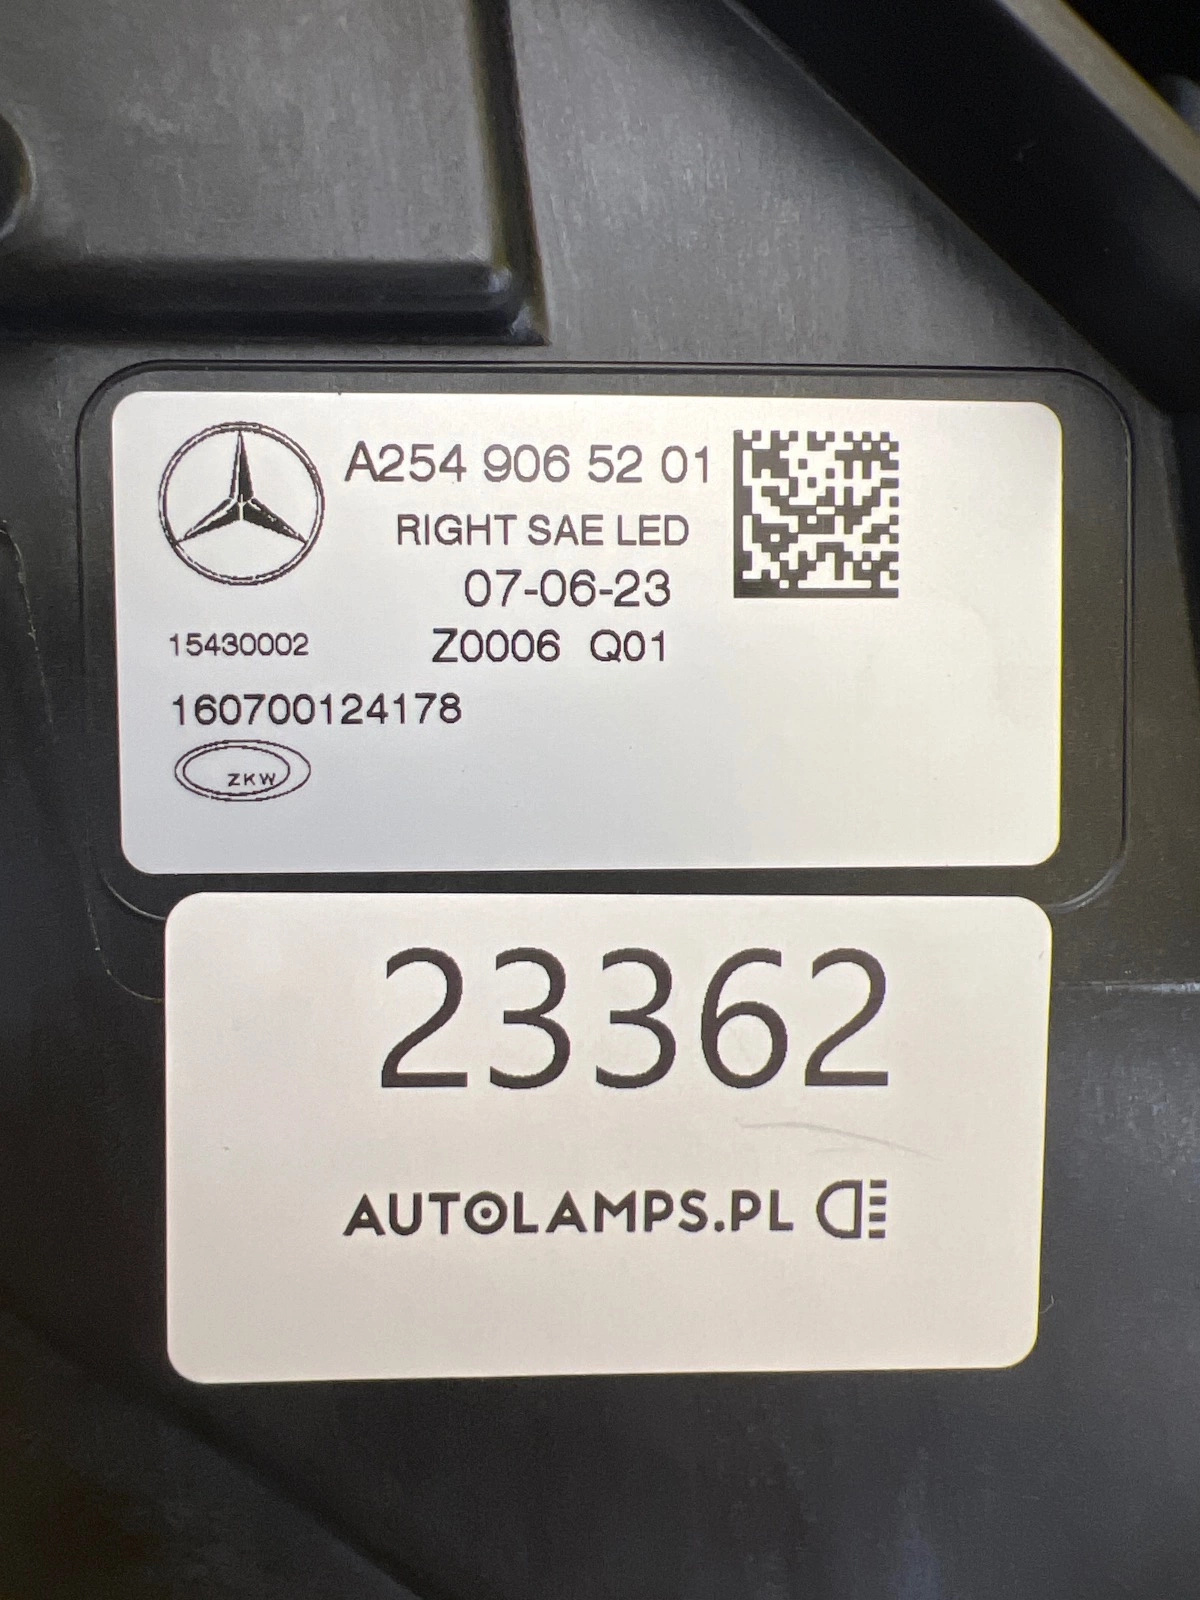 A254 906 52 01
RIGHT SAE LED
07-06-23
15430002 Z0006 Q01
160700124178
ZKW
23362
AUTOLAMPS.PL